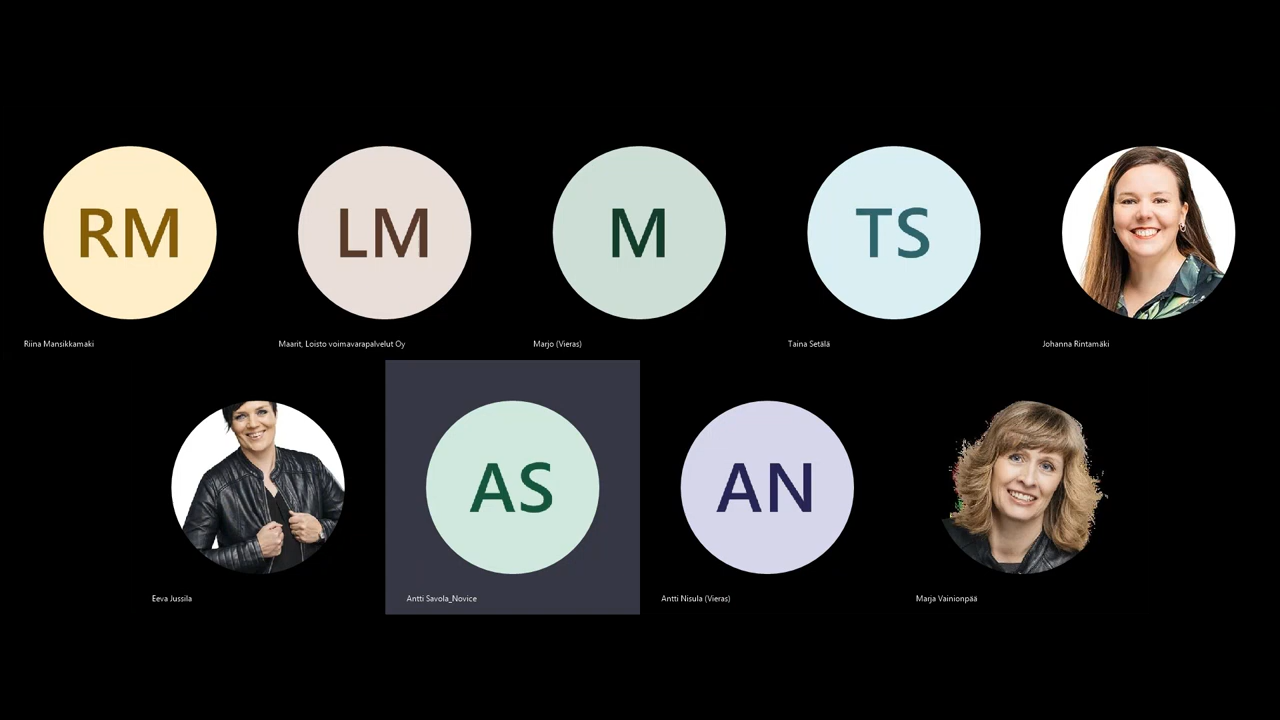 RM
LM
M
TS
Riina Mansikkamaki
Maarit, Loisto voimavarapalvelut Oy
Marjo (Vieras)
Taina Setälä
Johanna Rintamäki
AS
AN
Eeva Jussila
Antti Savola_Novice
Antti Nisula (Vieras)
Marja Vainionpää